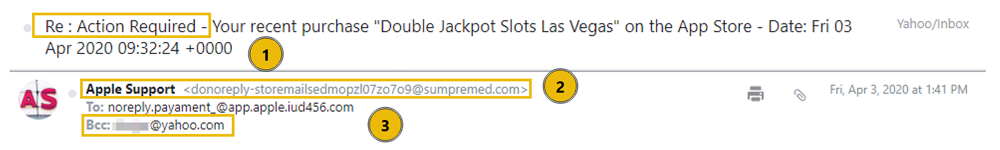 Re : Action Required - Your recent purchase "Double Jackpot Slots Las Vegas" on the App Store - Date: Fri 03
Yahoo/Inbox
Apr 2020 09:32:24 +0000
1
AS
Apple Support <donoreply-storemailsedmopzl07zo7o9@sumpremed.com>
2
Fri, Apr 3, 2020 at 1:41 PM
To: noreply.payament_@app.apple.iud456.com
Bcc: @yahoo.com
3